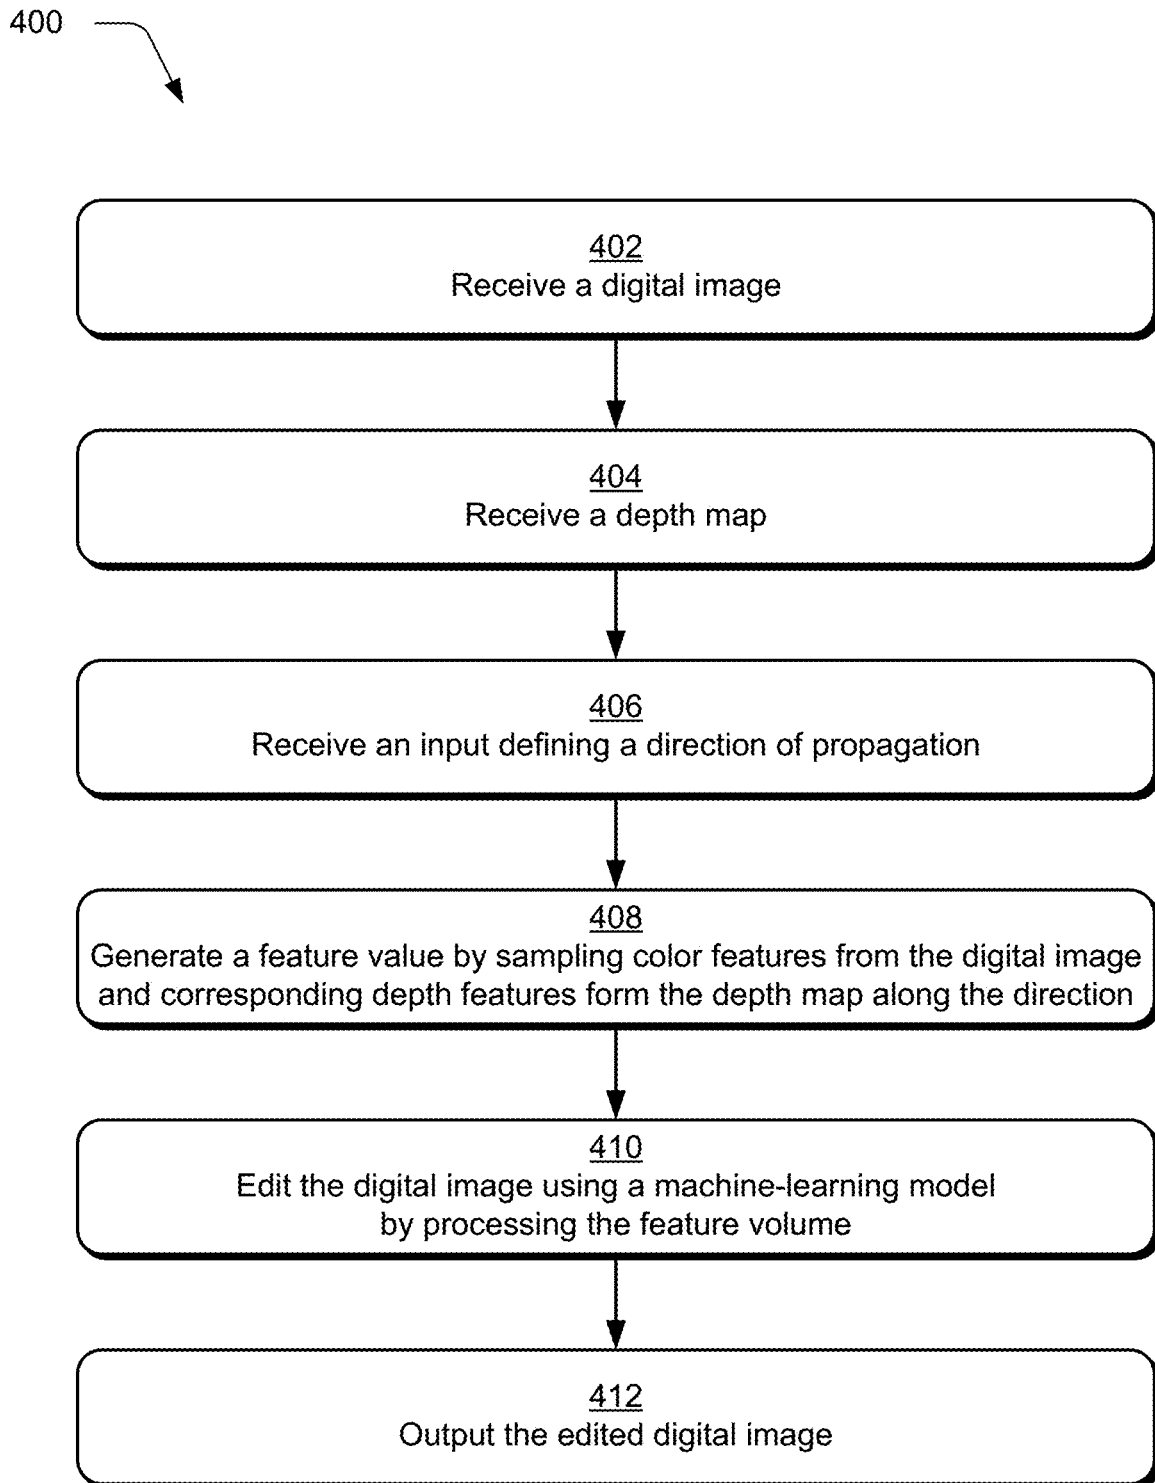 400
402
Receive a digital image
404
Receive a depth map
406
Receive an input defining a direction of propagation
408
Generate a feature value by sampling color features from the digital image
and corresponding depth features form the depth map along the direction
410
Edit the digital image using a machine-learning model
by processing the feature volume
412
Output the edited digital image